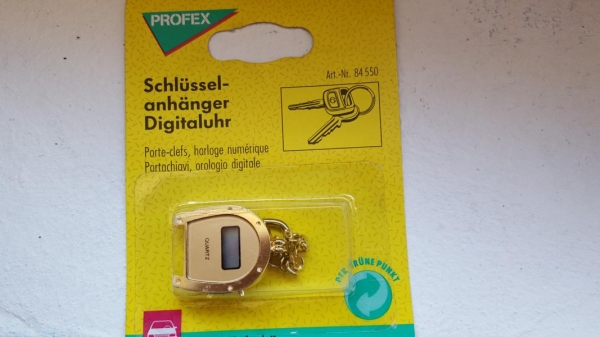 PROFEX
Schlüssel-
anhänger
Digitaluhr
Art.-Nr. 84 550
Porte-clefs, horloge numérique
Portachiavi, orologio digitale
QUARTZ
DER GRÜNE PUNKT